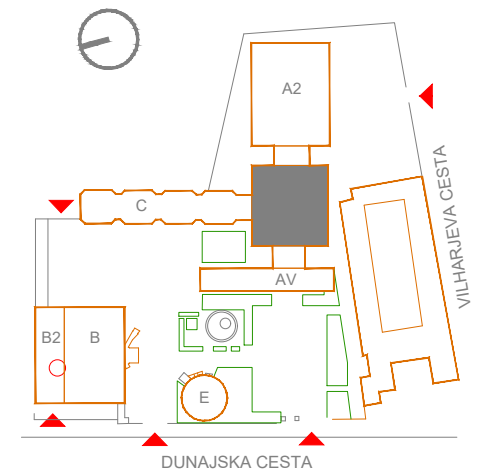 A2
C
VILHARJEVA CESTA
AV
B2
B
E
DUNAJSKA CESTA